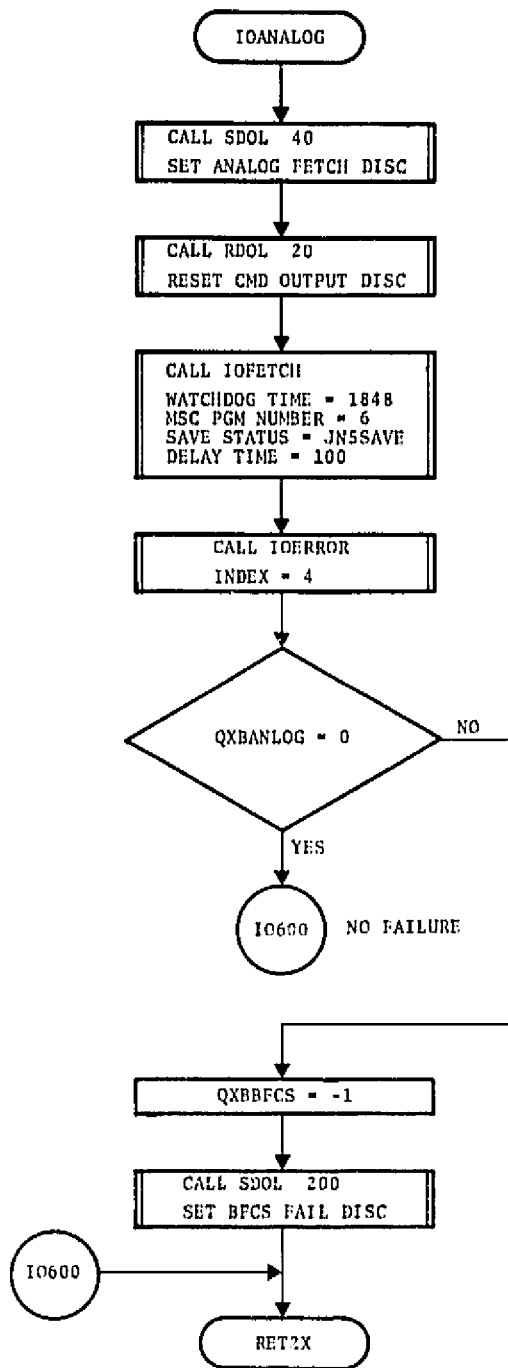 IOANALOG
CALL SDOL 40
SET ANALOG FETCH DISC
CALL RDOL 20
RESET CMD OUTPUT DISC
CALL IOFETCH
WATCHDOG TIME = 1848
MSC PGM NUMBER = 6
SAVE STATUS = JN5SAVE
DELAY TIME = 100
CALL IOERROR
INDEX = 4
QXBANLOG = 0
NO
YES
IO600
NO FAILURE
QXBBFCS = -1
CALL SDOL 200
SET BFCS FAIL DISC
IO600
RET2X